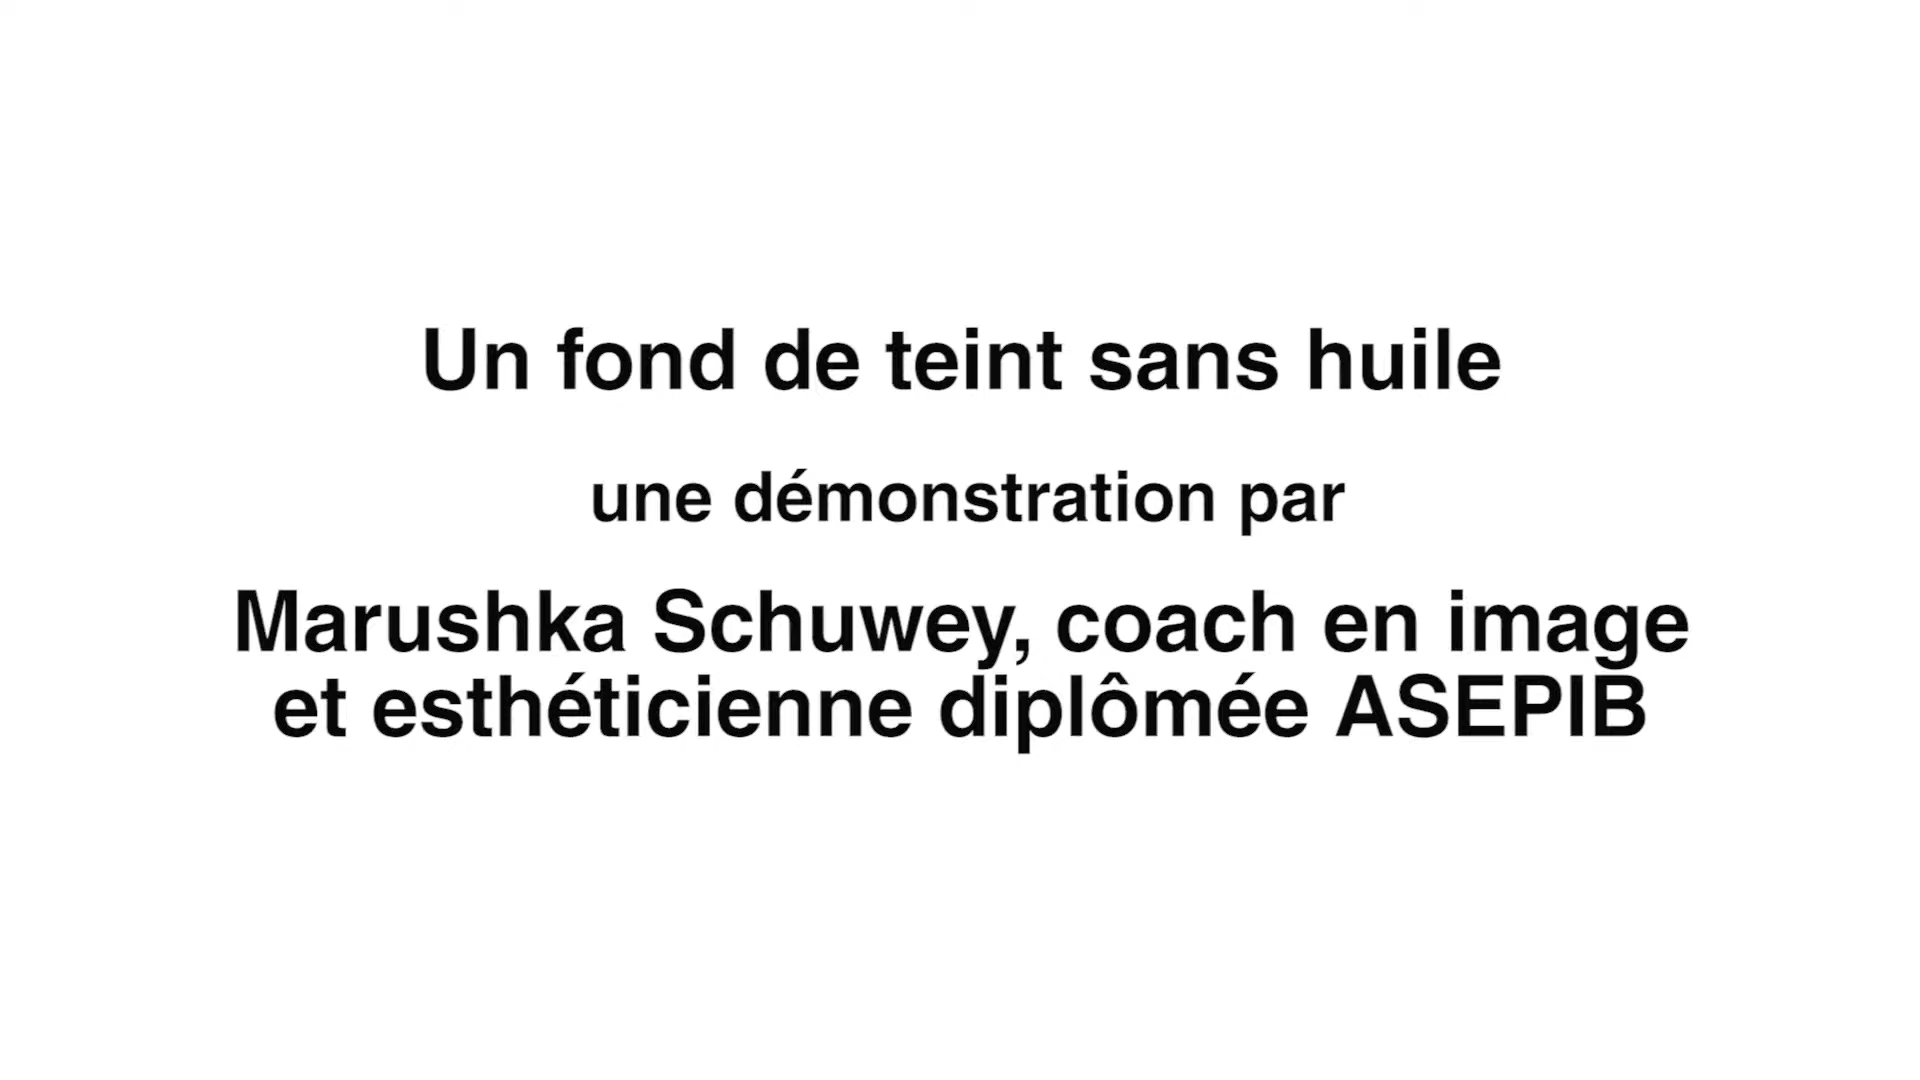 Un fond de teint sans huile
une démonstration par
Marushka Schuwey, coach en image
et esthéticienne diplômée ASEPIB